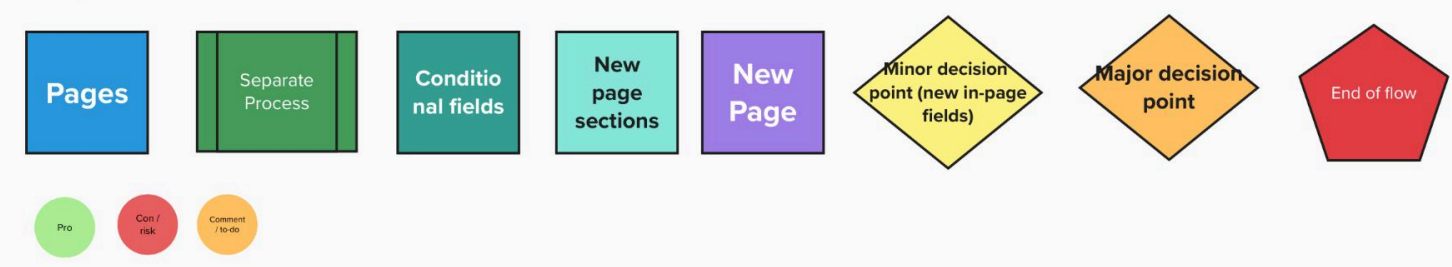 Pages
Separate
Process
Conditio
nal fields
New
page
sections
New
Page
Minor decision
point (new in-page
fields)
Major decision
point
End of flow
Pro
Con /
risk
Comment
/ to-do